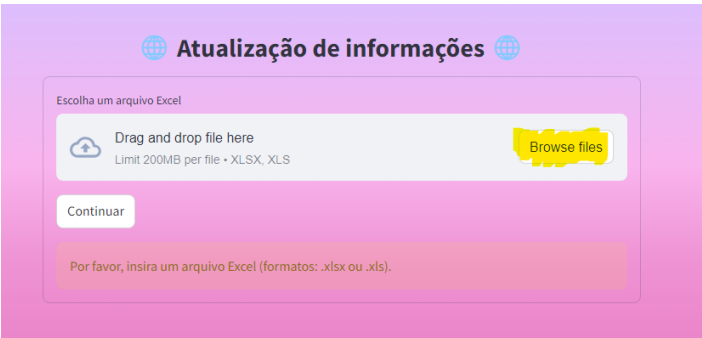 Atualização de informações
Escolha um arquivo Excel
Drag and drop file here
Limit 200MB per file • XLSX, XLS
Browse files
Continuar
Por favor, insira um arquivo Excel (formatos: .xlsx ou .xls).